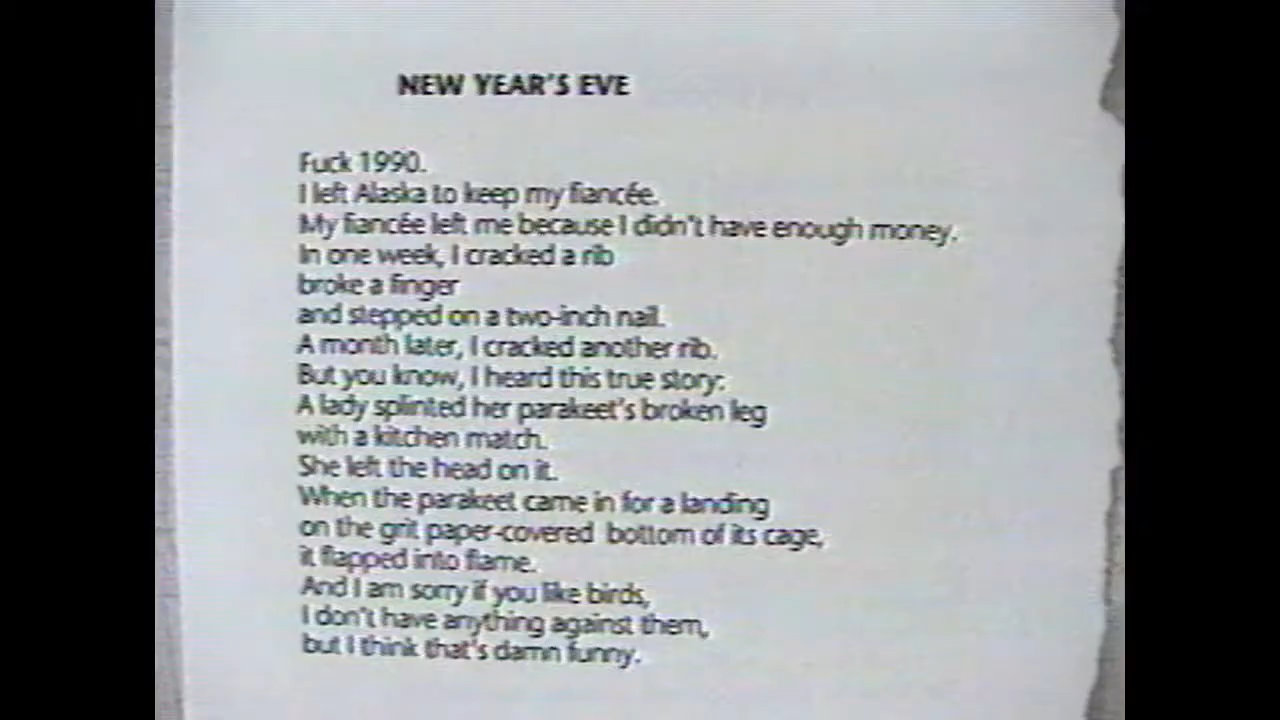 NEW YEAR'S EVE
Fuck 1990.
I left Alaska to keep my fiancée.
My fiancée left me because I didn't have enough money.
In one week, I cracked a rib
broke a finger
and stepped on a two-inch nail.
A month later, I cracked another rib.
But you know, I heard this true story:
A lady splinted her parakeet's broken leg
with a kitchen match.
She left the head on it.
When the parakeet came in for a landing
on the grit paper-covered bottom of its cage,
it flapped into flame.
And I am sorry if you like birds,
I don't have anything against them,
but I think that's damn funny.